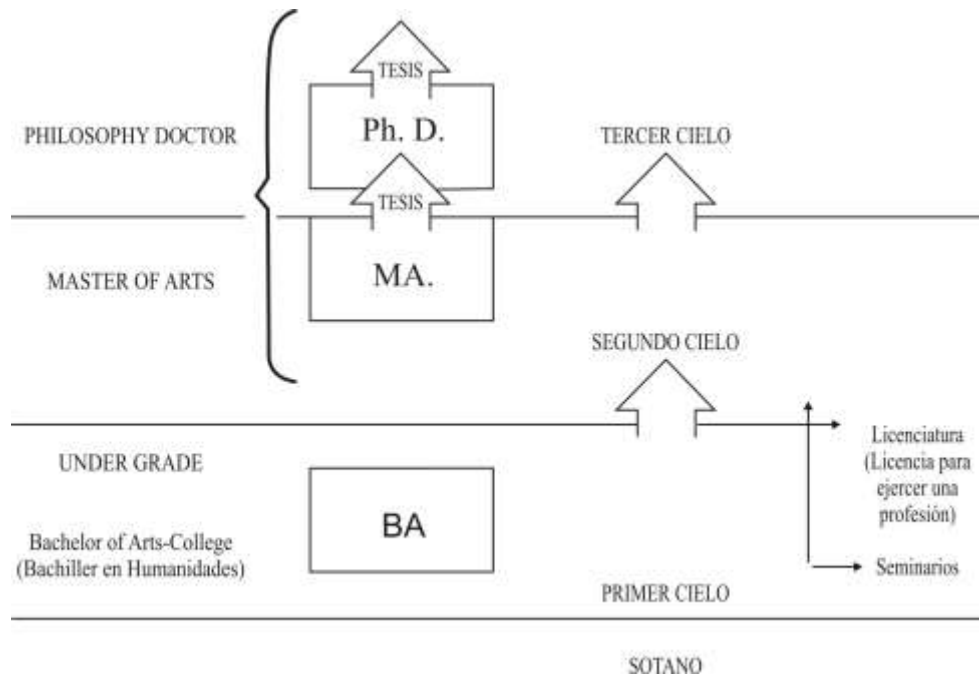 TESIS
Ph. D.
PHILOSOPHY DOCTOR
TERCER CIELO
TESIS
MA.
MASTER OF ARTS
SEGUNDO CIELO
UNDER GRADE
BA
Bachelor of Arts-College
(Bachiller en Humanidades)
Licenciatura
(Licencia para
ejercer una
profesión)
Seminarios
PRIMER CIELO
SOTANO